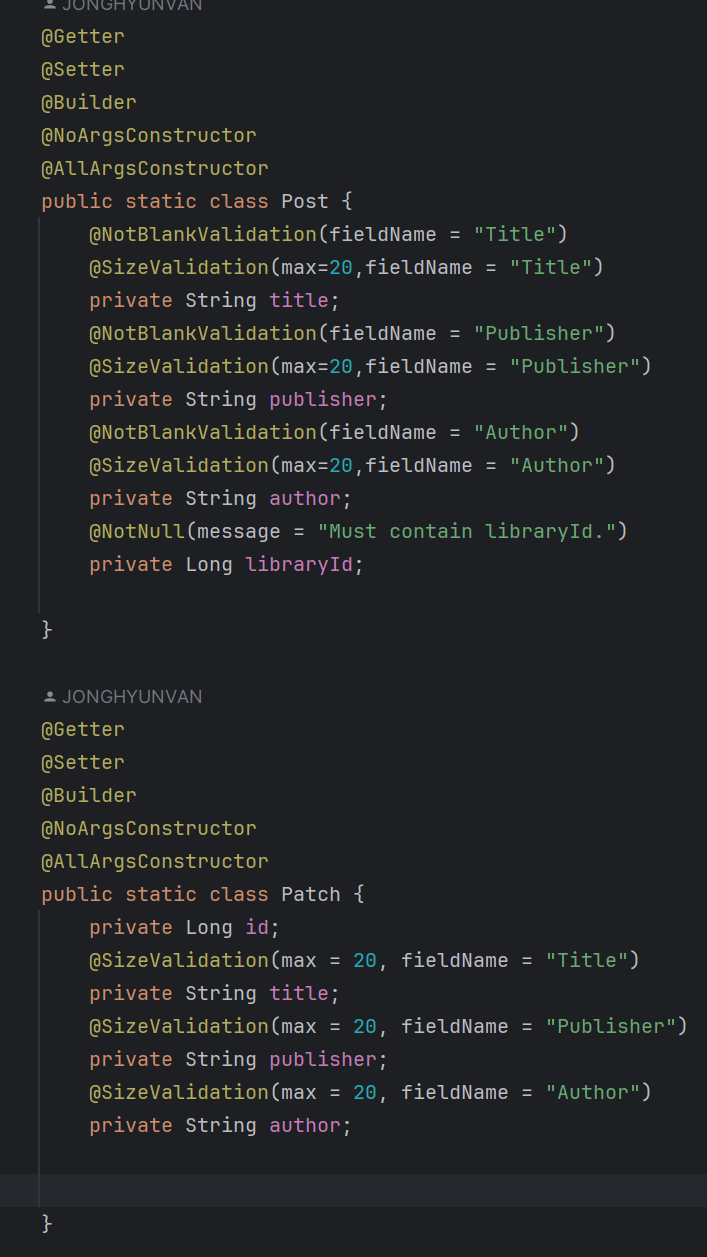 JONGHYUNVAN
@Getter
@Setter
@Builder
@NoArgsConstructor
@AllArgsConstructor
public static class Post {
@NotBlankValidation(fieldName = "Title")
@SizeValidation(max=20,fieldName = "Title")
private String title;
@NotBlankValidation(fieldName = "Publisher")
@SizeValidation(max=20,fieldName = "Publisher")
private String publisher;
@NotBlankValidation(fieldName = "Author")
@SizeValidation(max=20,fieldName = "Author")
private String author;
@NotNull(message = "Must contain libraryId.")
private Long libraryId;
}
JONGHYUNVAN
@Getter
@Setter
@Builder
@NoArgsConstructor
@AllArgsConstructor
public static class Patch {
private Long id;
@SizeValidation(max = 20, fieldName = "Title")
private String title;
@SizeValidation(max = 20, fieldName = "Publisher")
private String publisher;
@SizeValidation(max = 20, fieldName = "Author")
private String author;
}